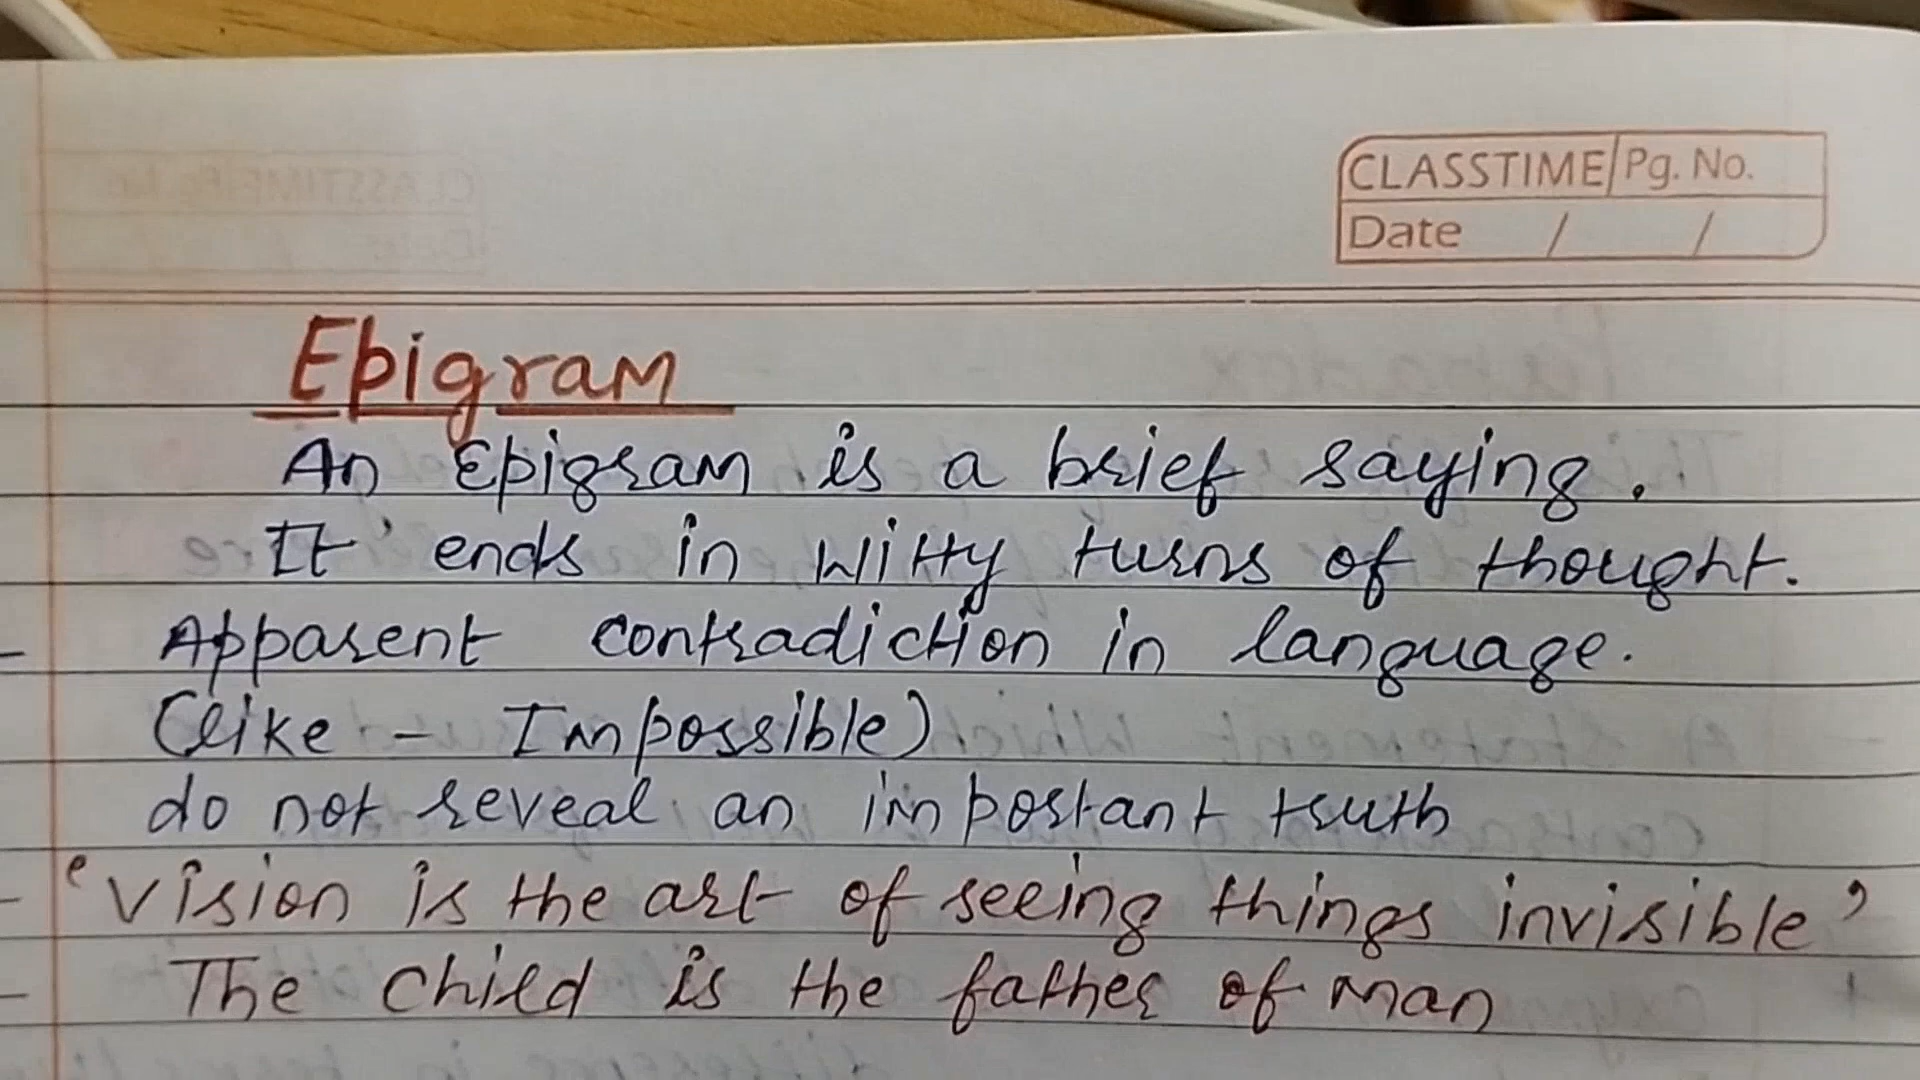 CLASSTIME Pg. No.
Date / /
Epigram
An Epigram is a brief saying.
It ends in witty turns of thought.
- Apparent contradiction in language.
(like - Impossible)
do not reveal an important truth
- 'Vision is the art of seeing things invisible'
- The child is the father of man